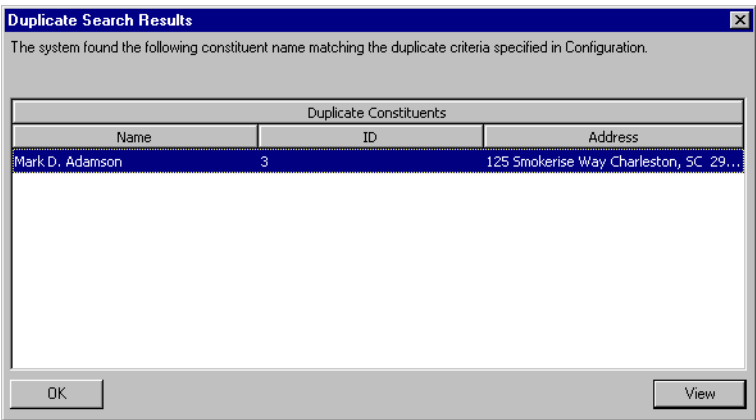 Duplicate Search Results
The system found the following constituent name matching the duplicate criteria specified in Configuration.
Duplicate Constituents
Name ID Address
Mark D. Adamson 3 125 Smokerise Way Charleston, SC 29...
OK View